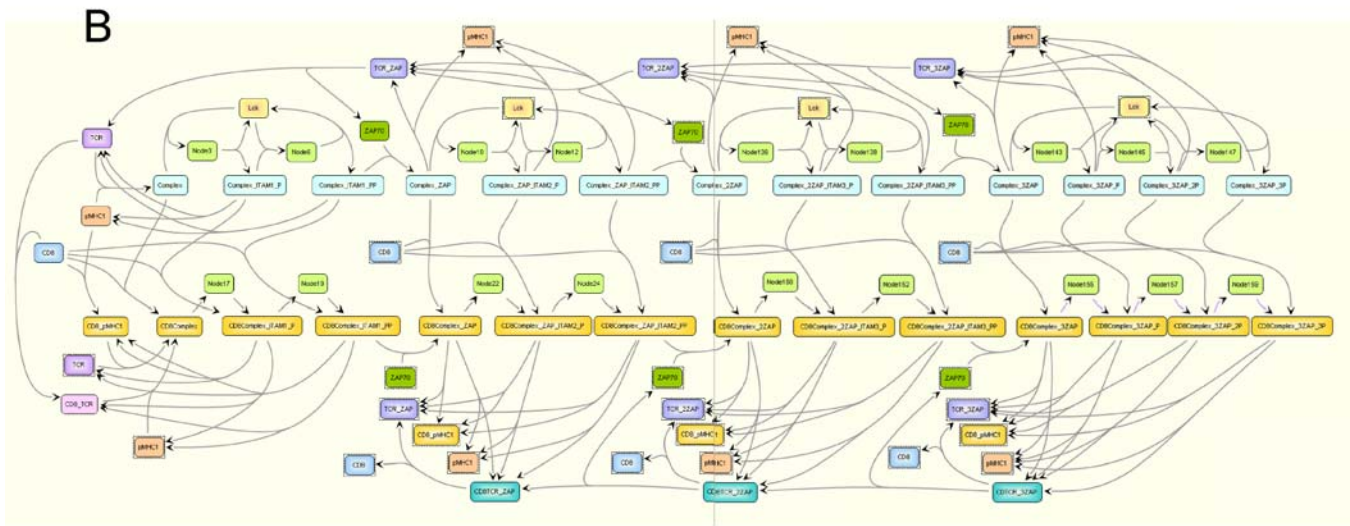 B
pMHC1 pMHC1 pMHC1
TCR_ZAP TCR_2ZAP TCR_3ZAP
Lck Lck Lck Lck
TCR ZAP70 ZAP70 ZAP70
Node3 Node6 Node10 Node12 Node136 Node138 Node143 Node145 Node147
Complex Complex_ITAM1_P Complex_ITAM1_PP Complex_ZAP Complex_ZAP_ITAM2_P Complex_ZAP_ITAM2_PP Complex_2ZAP Complex_2ZAP_ITAM3_P Complex_2ZAP_ITAM3_PP Complex_3ZAP Complex_3ZAP_P Complex_3ZAP_2P Complex_3ZAP_3P
pMHC1
CD8 CD8 CD8 CD8
Node17 Node19 Node22 Node24 Node150 Node152 Node155 Node157 Node159
CD8_pMHC1 CD8Complex CD8Complex_ITAM1_P CD8Complex_ITAM1_PP CD8Complex_ZAP CD8Complex_ZAP_ITAM2_P CD8Complex_ZAP_ITAM2_PP CD8Complex_2ZAP CD8Complex_2ZAP_ITAM3_P CD8Complex_2ZAP_ITAM3_PP CD8Complex_3ZAP CD8Complex_3ZAP_P CD8Complex_3ZAP_2P CD8Complex_3ZAP_3P
TCR ZAP70 ZAP70 ZAP70
CD8_TCR TCR_ZAP TCR_2ZAP TCR_3ZAP
CD8_pMHC1 CD8_pMHC1 CD8_pMHC1
pMHC1 CD8 pMHC1 CD8 pMHC1 CD8 pMHC1
CD8TCR_ZAP CD8TCR_2ZAP CDTCR_3ZAP